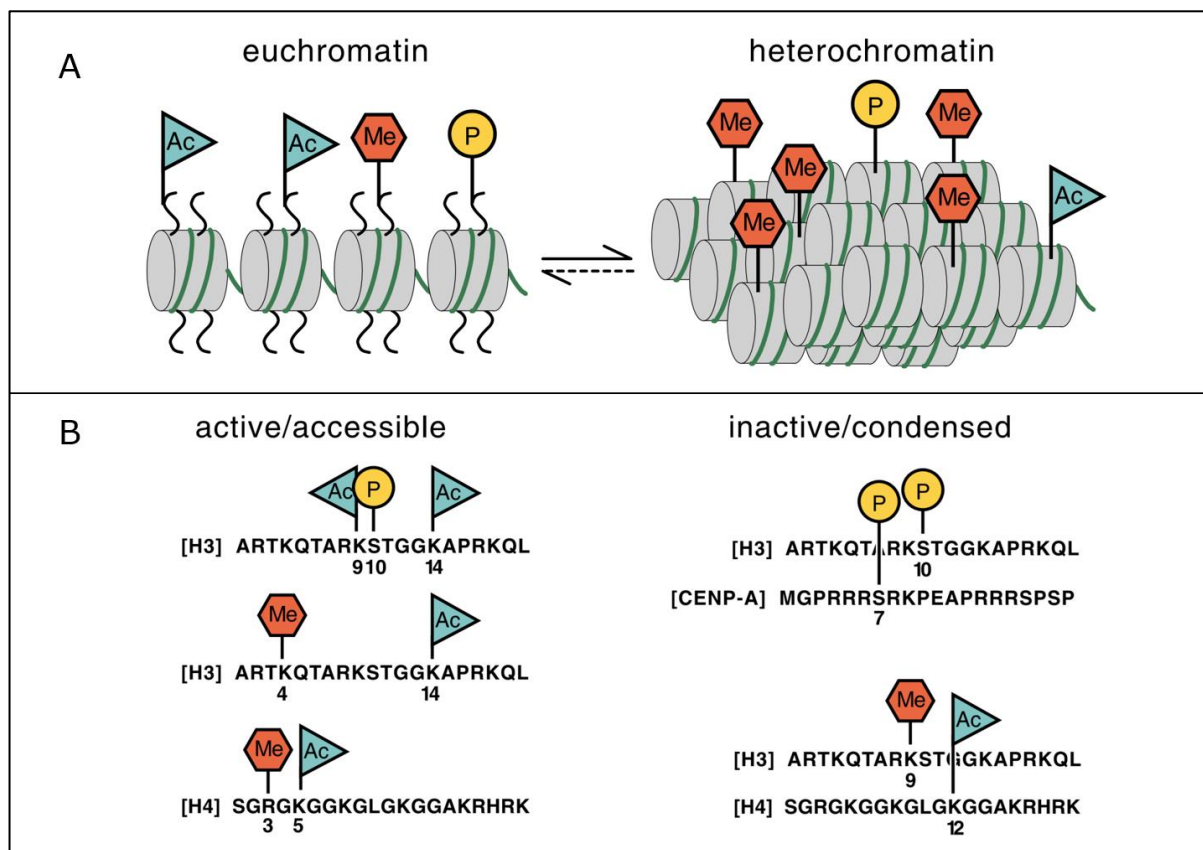 A
euchromatin
heterochromatin
Ac
Ac
Me
P
Me
Me
Me
P
Me
Me
Ac
B
active/accessible
Ac
P
Ac
[H3] ARTKQTARKSTGGKAPRKQL
9 10 14
Me
Ac
[H3] ARTKQTARKSTGGKAPRKQL
4 14
Me
Ac
[H4] SGRGKGGKGLGKGGAKRHRK
3 5
inactive/condensed
P
P
[H3] ARTKQTARKSTGGKAPRKQL
10
[CENP-A] MGPRRRSRKPEAPRRRSPSP
7
Me
Ac
[H3] ARTKQTARKSTGGKAPRKQL
9
[H4] SGRGKGGKGLGKGGAKRHRK
12